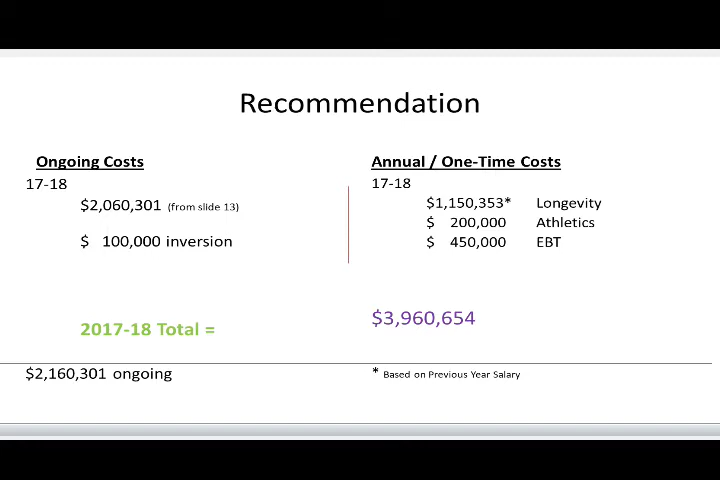 Recommendation
Ongoing Costs
17-18
$2,060,301 (from slide 13)
$ 100,000 inversion
Annual / One-Time Costs
17-18
$1,150,353* Longevity
$ 200,000 Athletics
$ 450,000 EBT
2017-18 Total =
$3,960,654
$2,160,301 ongoing
* Based on Previous Year Salary